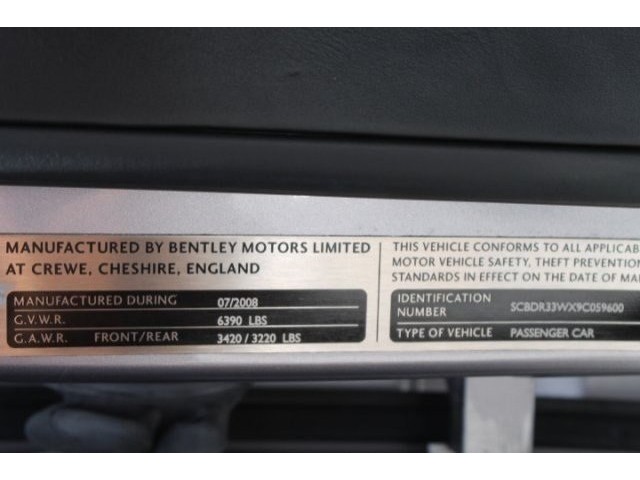 MANUFACTURED BY BENTLEY MOTORS LIMITED
AT CREWE, CHESHIRE, ENGLAND
MANUFACTURED DURING 07/2008
G.V.W.R. 6390 LBS
G.A.W.R. FRONT/REAR 3420 / 3220 LBS
THIS VEHICLE CONFORMS TO ALL APPLICAB
MOTOR VEHICLE SAFETY, THEFT PREVENTION
STANDARDS IN EFFECT ON THE DATE OF MA
IDENTIFICATION
NUMBER SCBDR33WX9C059600
TYPE OF VEHICLE PASSENGER CAR